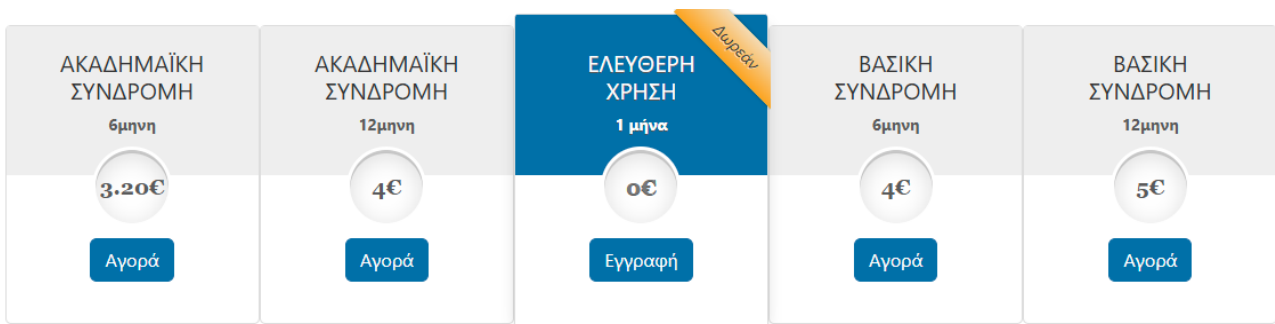 ΑΚΑΔΗΜΑΪΚΗ
ΣΥΝΔΡΟΜΗ
6μηνη
3.20€
Αγορά
ΑΚΑΔΗΜΑΪΚΗ
ΣΥΝΔΡΟΜΗ
12μηνη
4€
Αγορά
Δωρεάν
ΕΛΕΥΘΕΡΗ
ΧΡΗΣΗ
1 μήνα
0€
Εγγραφή
ΒΑΣΙΚΗ
ΣΥΝΔΡΟΜΗ
6μηνη
4€
Αγορά
ΒΑΣΙΚΗ
ΣΥΝΔΡΟΜΗ
12μηνη
5€
Αγορά